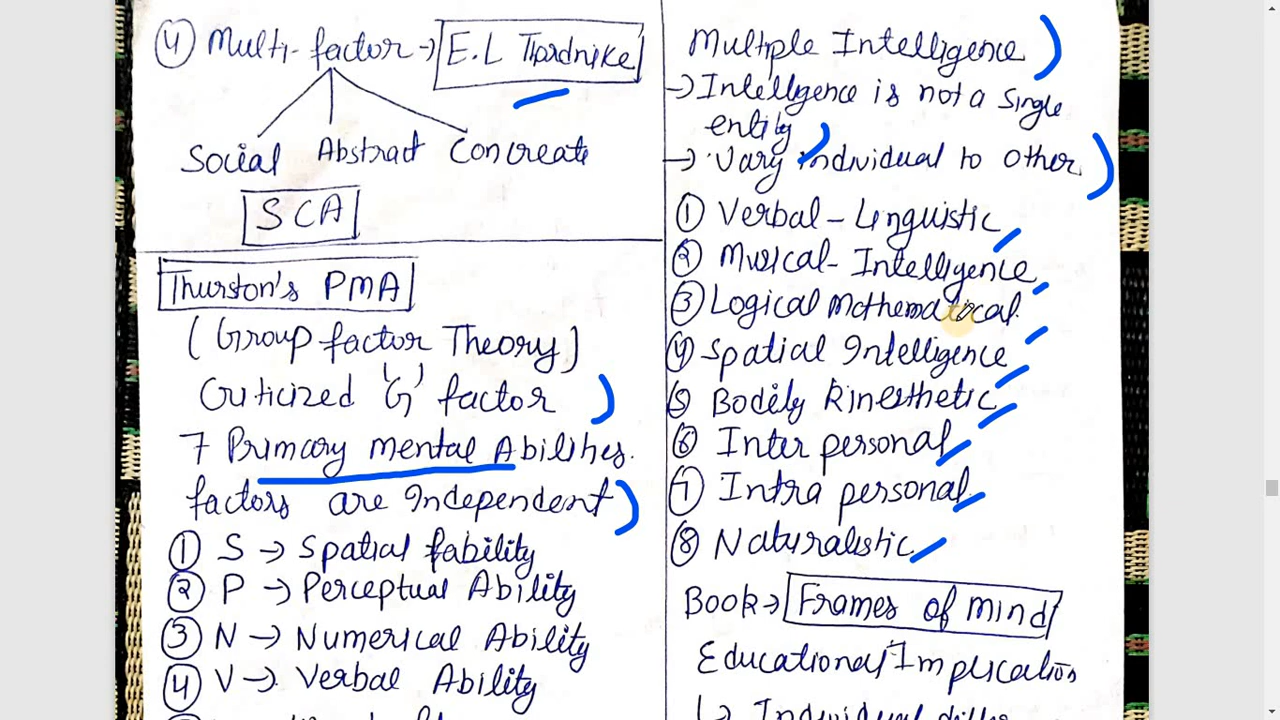 ④ Multi-factor → E.L Thordnike
Social Abstract Concreate
SCA
Thurston's PMA
(Group factor Theory)
Criticized 'G' factor
7 Primary mental Abilities.
factors are Independent
① S → Spatial fability
② P → Perceptual Ability
③ N → Numerical Ability
④ V → Verbal Ability
Multiple Intelligence
→ Intelligence is not a single
entity
→ Vary individual to other
① Verbal - Linguistic
② Musical - Intelligence
③ Logical Mathematical
④ Spatial Intelligence
⑤ Bodily Kinesthetic
⑥ Inter personal
⑦ Intra personal
⑧ Naturalistic
Book → Frames of mind
Educational Implication